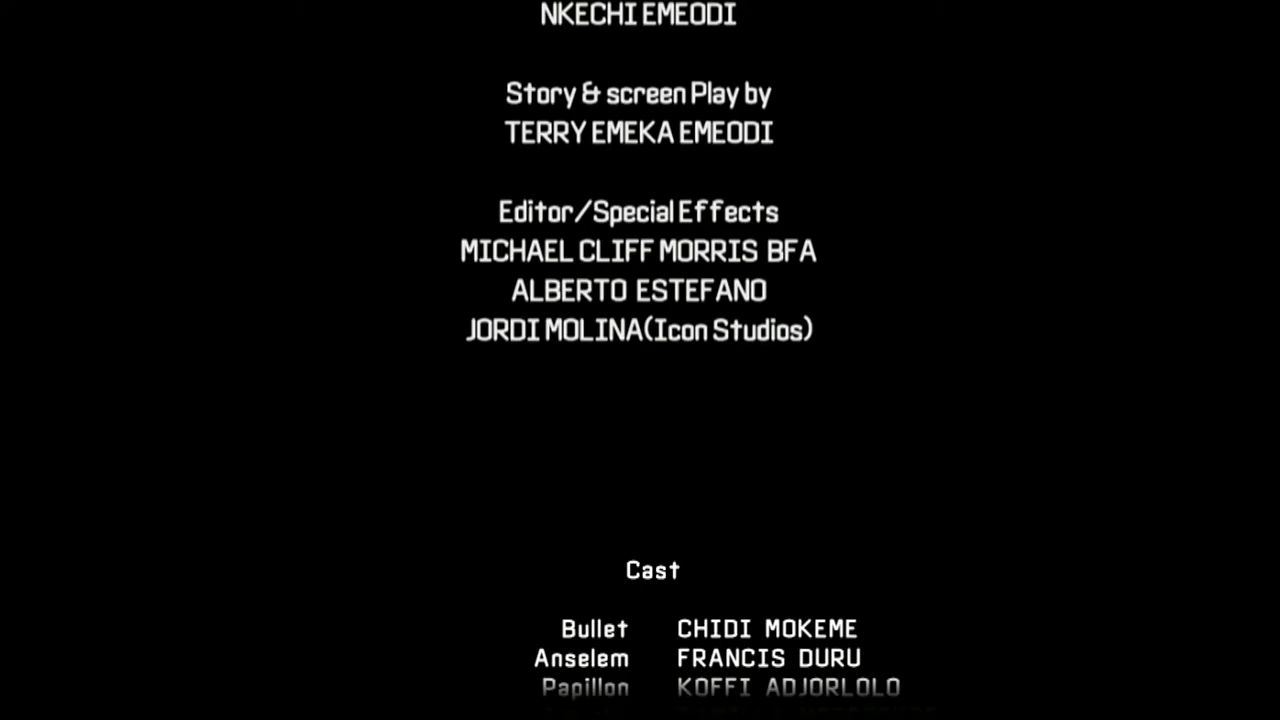 NKECHI EMEODI
Story & screen Play by
TERRY EMEKA EMEODI
Editor/Special Effects
MICHAEL CLIFF MORRIS BFA
ALBERTO ESTEFANO
JORDI MOLINA(Icon Studios)
Cast
Bullet CHIDI MOKEME
Anselem FRANCIS DURU
Papillon KOFFI ADJORLOLO